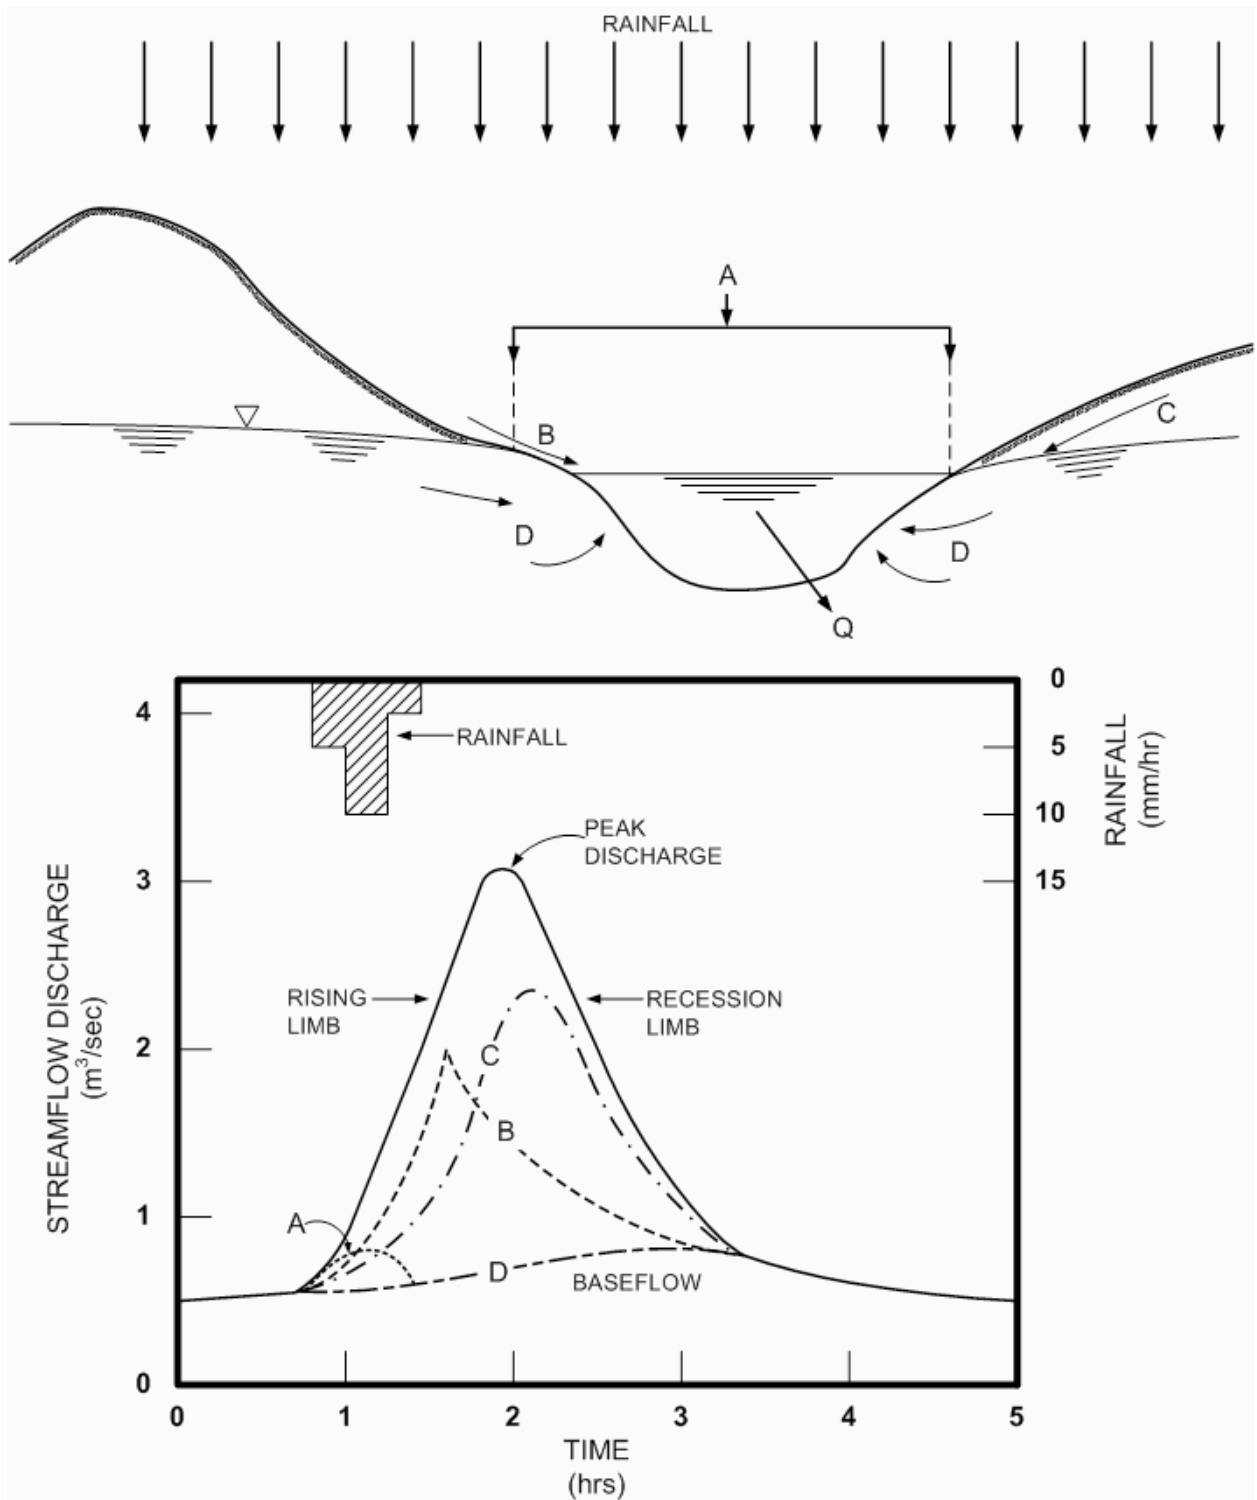 RAINFALL
A
B
C
D
D
Q
0
4
RAINFALL
5
RAINFALL
(mm/hr)
10
PEAK
DISCHARGE
3
15
STREAMFLOW DISCHARGE
(m³/sec)
RISING
LIMB
RECESSION
LIMB
2
C
B
1
A
D
BASEFLOW
0
0
1
2
3
4
5
TIME
(hrs)